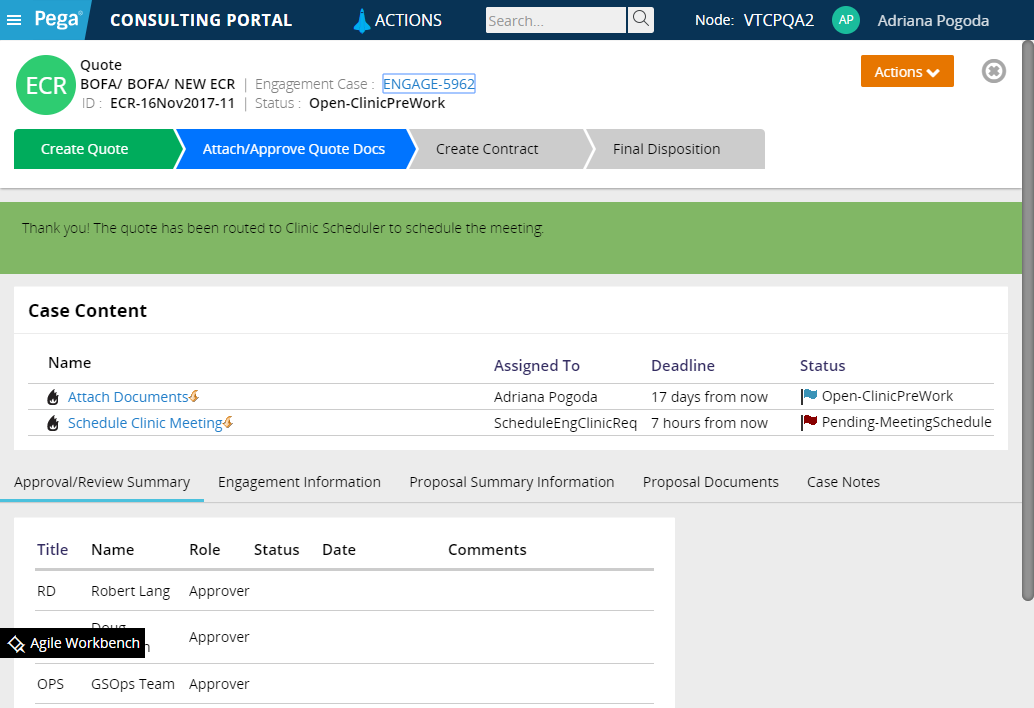 Pega® CONSULTING PORTAL ACTIONS Search... Node: VTCPQA2 AP Adriana Pogoda
ECR
Quote
BOFA/ BOFA/ NEW ECR | Engagement Case : ENGAGE-5962
ID : ECR-16Nov2017-11 | Status : Open-ClinicPreWork
Actions
Create Quote Attach/Approve Quote Docs Create Contract Final Disposition
Thank you! The quote has been routed to Clinic Scheduler to schedule the meeting.
Case Content
Name Assigned To Deadline Status
Attach Documents Adriana Pogoda 17 days from now Open-ClinicPreWork
Schedule Clinic Meeting ScheduleEngClinicReq 7 hours from now Pending-MeetingSchedule
Approval/Review Summary Engagement Information Proposal Summary Information Proposal Documents Case Notes
Title Name Role Status Date Comments
RD Robert Lang Approver
Doug Approver
Agile Workbench
OPS GSOps Team Approver